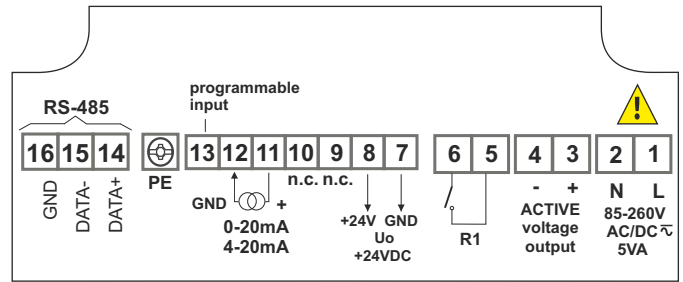 programmable
input
RS-485
16 15 14 13 12 11 10 9 8 7 6 5 4 3 2 1
GND
DATA-
DATA+
PE
GND +
0-20mA
4-20mA
n.c. n.c.
+24V GND
Uo
+24VDC
R1
- +
ACTIVE
voltage
output
N L
85-260V
AC/DC
5VA
!